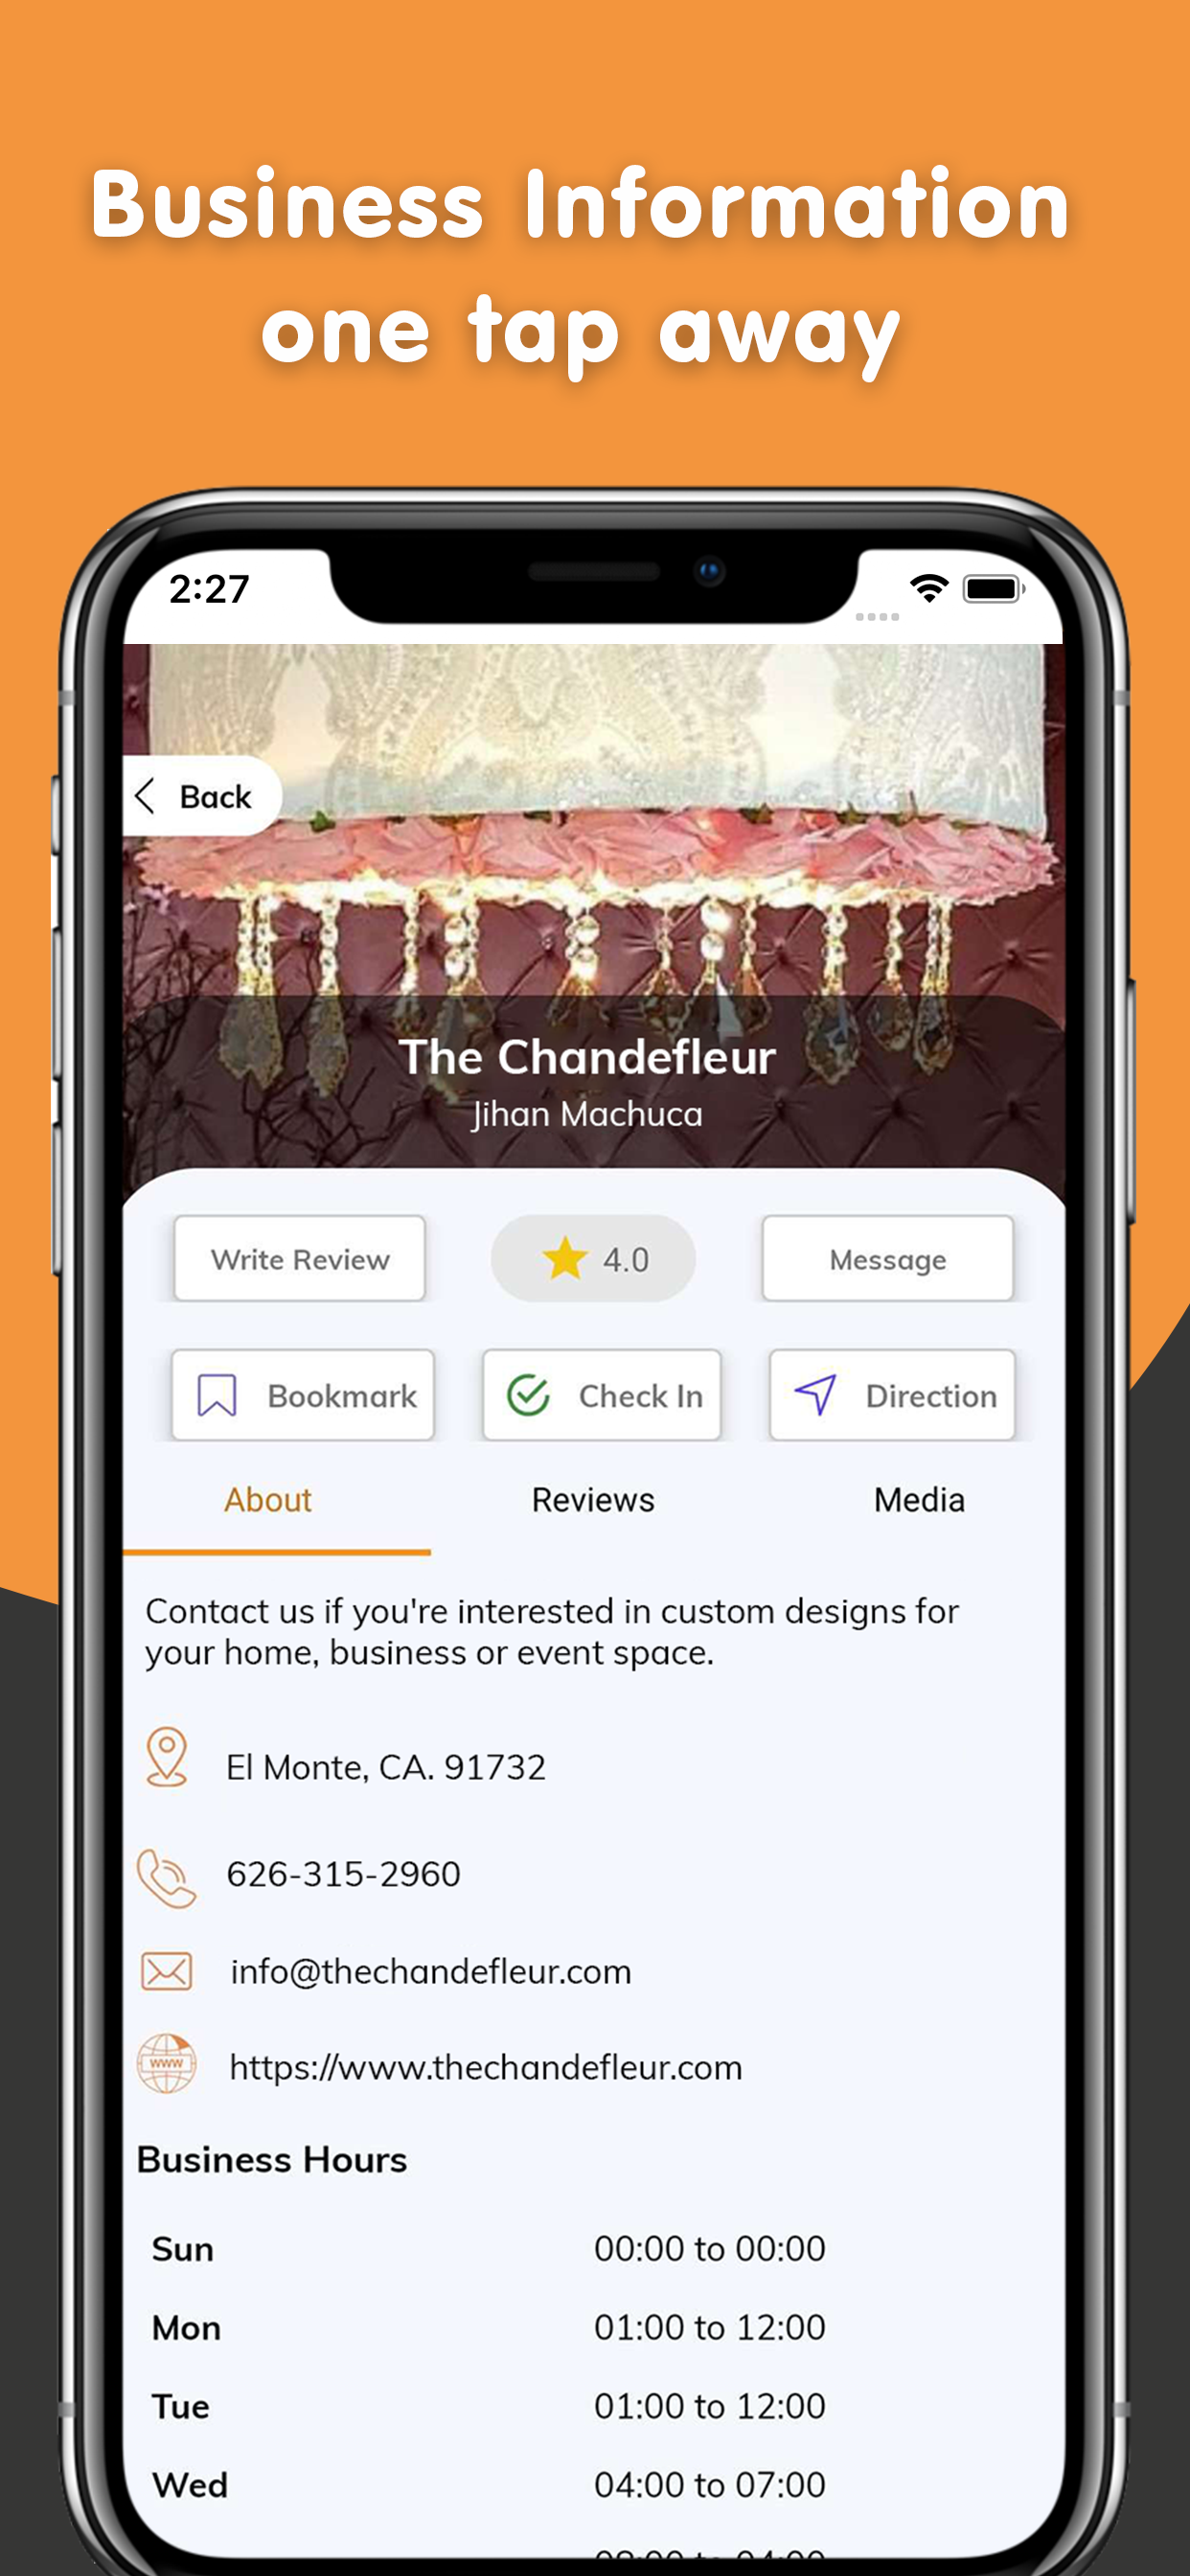 Business Information
one tap away
2:27
Back
The Chandefleur
Jihan Machuca
Write Review
4.0
Message
Bookmark
Check In
Direction
About
Reviews
Media
Contact us if you're interested in custom designs for
your home, business or event space.
El Monte, CA. 91732
626-315-2960
info@thechandefleur.com
www
https://www.thechandefleur.com
Business Hours
Sun 00:00 to 00:00
Mon 01:00 to 12:00
Tue 01:00 to 12:00
Wed 04:00 to 07:00